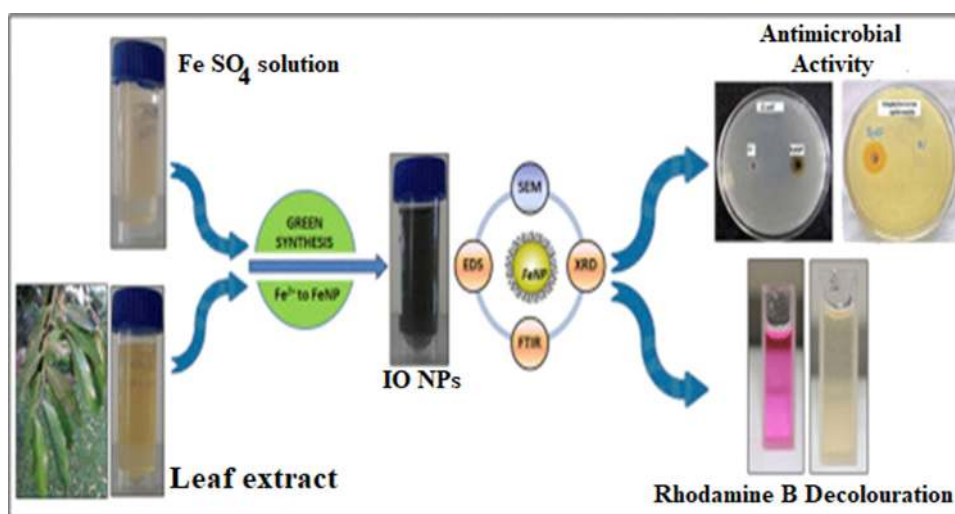 Fe SO₄ solution
Leaf extract
GREEN
SYNTHESIS
Fe²⁺ to FeNP
IO NPs
SEM
EDS
FeNP
XRD
FTIR
Antimicrobial
Activity
Rhodamine B Decolouration